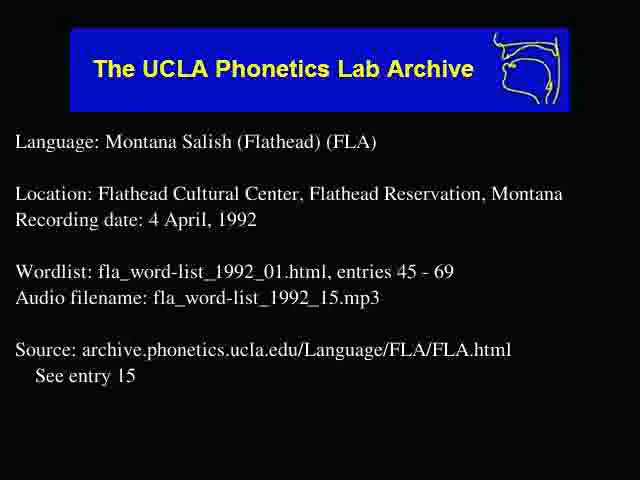 The UCLA Phonetics Lab Archive
Language: Montana Salish (Flathead) (FLA)
Location: Flathead Cultural Center, Flathead Reservation, Montana
Recording date: 4 April, 1992
Wordlist: fla_word-list_1992_01.html, entries 45 - 69
Audio filename: fla_word-list_1992_15.mp3
Source: archive.phonetics.ucla.edu/Language/FLA/FLA.html
See entry 15